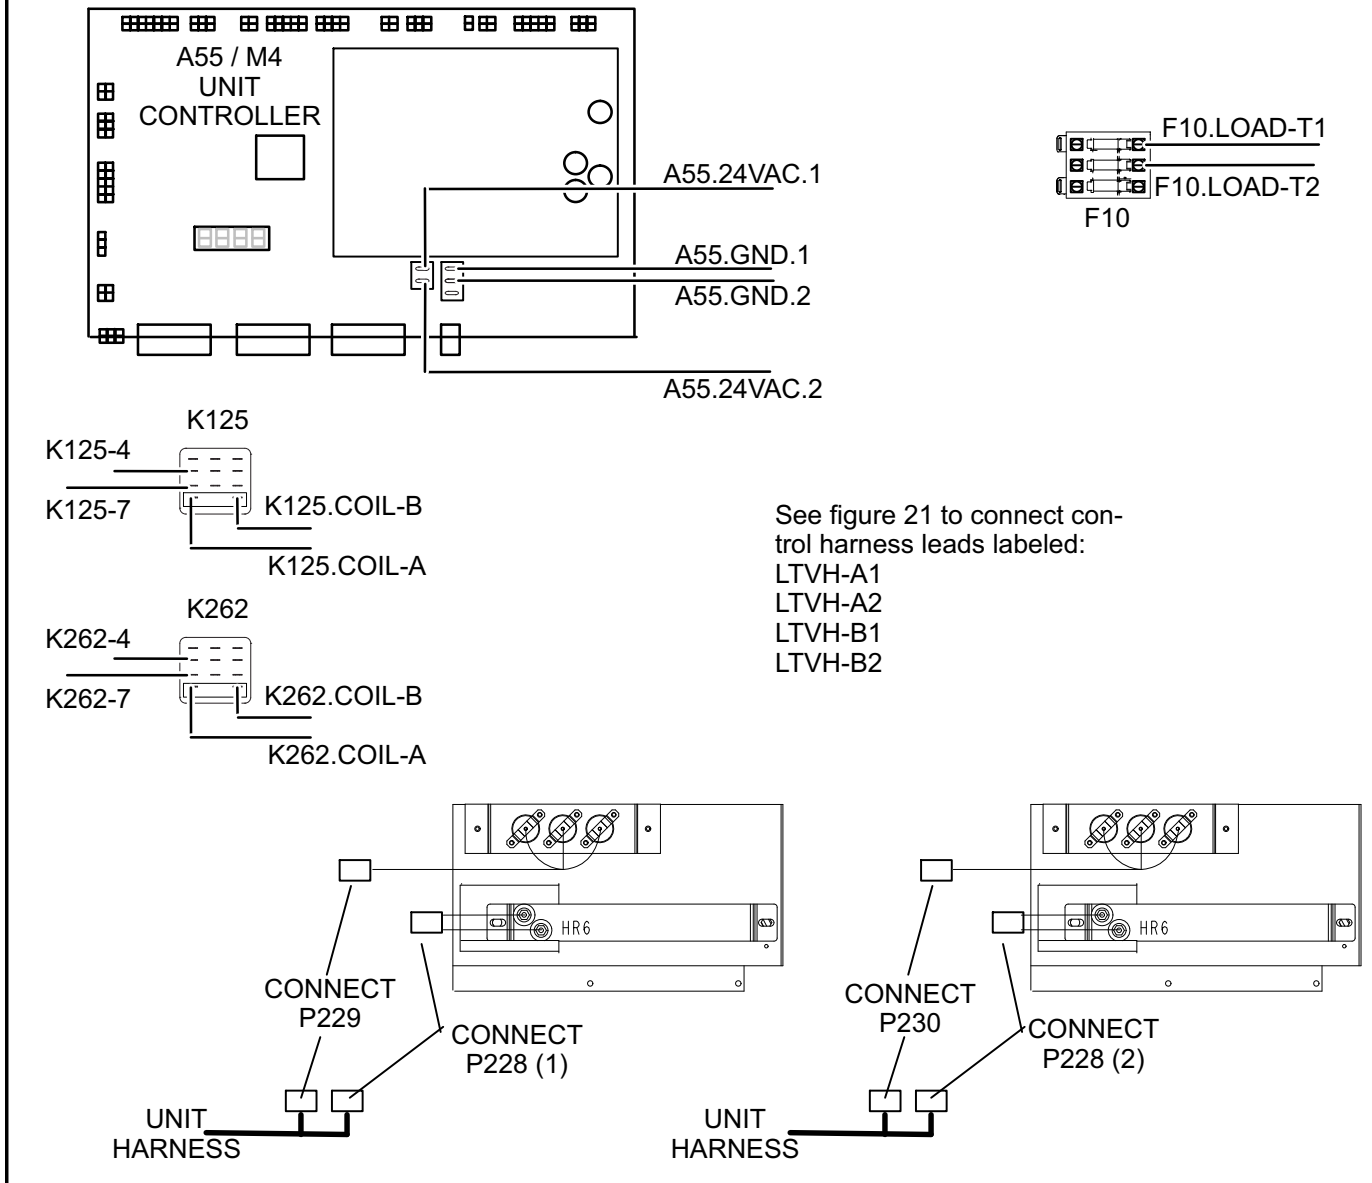 A55 / M4
UNIT
CONTROLLER
A55.24VAC.1
A55.GND.1
A55.GND.2
A55.24VAC.2
F10.LOAD-T1
F10.LOAD-T2
F10
K125
K125-4
K125-7
K125.COIL-B
K125.COIL-A
K262
K262-4
K262-7
K262.COIL-B
K262.COIL-A
See figure 21 to connect con-
trol harness leads labeled:
LTVH-A1
LTVH-A2
LTVH-B1
LTVH-B2
HR6
CONNECT
P229
CONNECT
P228 (1)
UNIT
HARNESS
HR6
CONNECT
P230
CONNECT
P228 (2)
UNIT
HARNESS